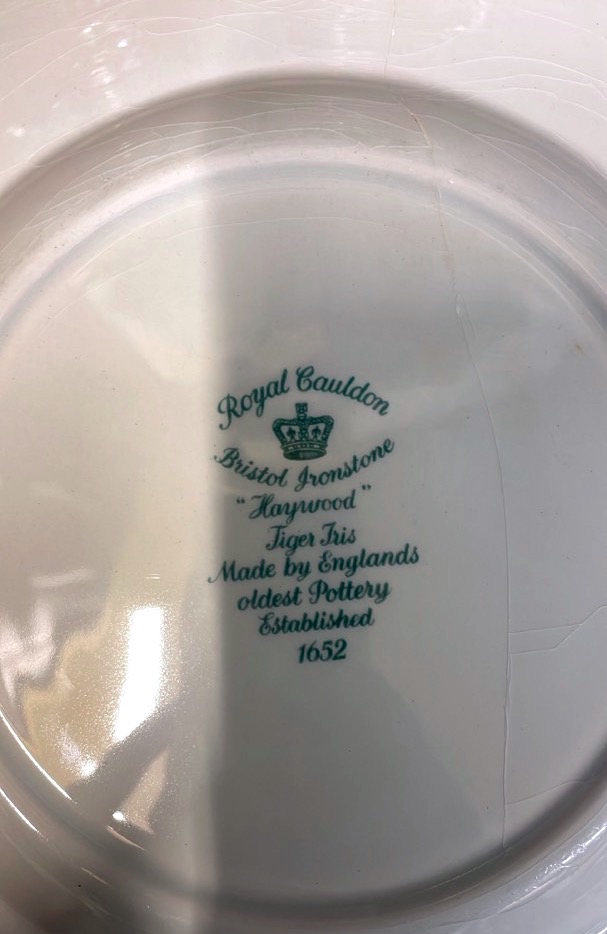 Royal Cauldon
Bristol Ironstone
"Haywood"
Tiger Iris
Made by Englands
oldest Pottery
Established
1652